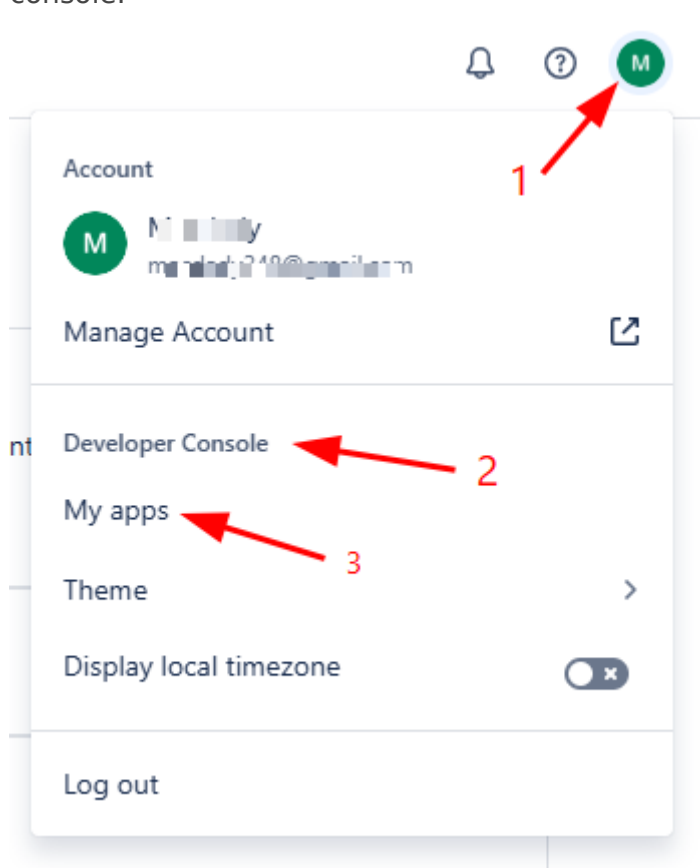 console.
M
1
Account
M
Manage Account
nt
Developer Console
2
My apps
3
Theme
Display local timezone
Log out